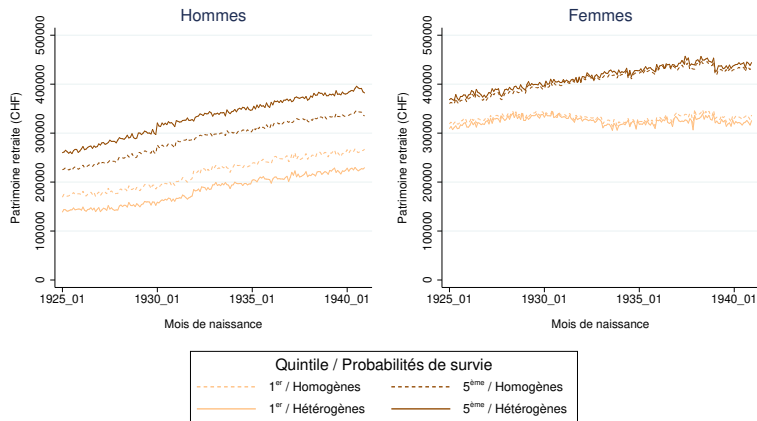 Hommes
Patrimoine retraite (CHF)
500000
400000
300000
200000
100000
0
1925_01 1930_01 1935_01 1940_01
Mois de naissance
Femmes
Patrimoine retraite (CHF)
500000
400000
300000
200000
100000
0
1925_01 1930_01 1935_01 1940_01
Mois de naissance
Quintile / Probabilités de survie
1er / Homogènes 5ème / Homogènes
1er / Hétérogènes 5ème / Hétérogènes